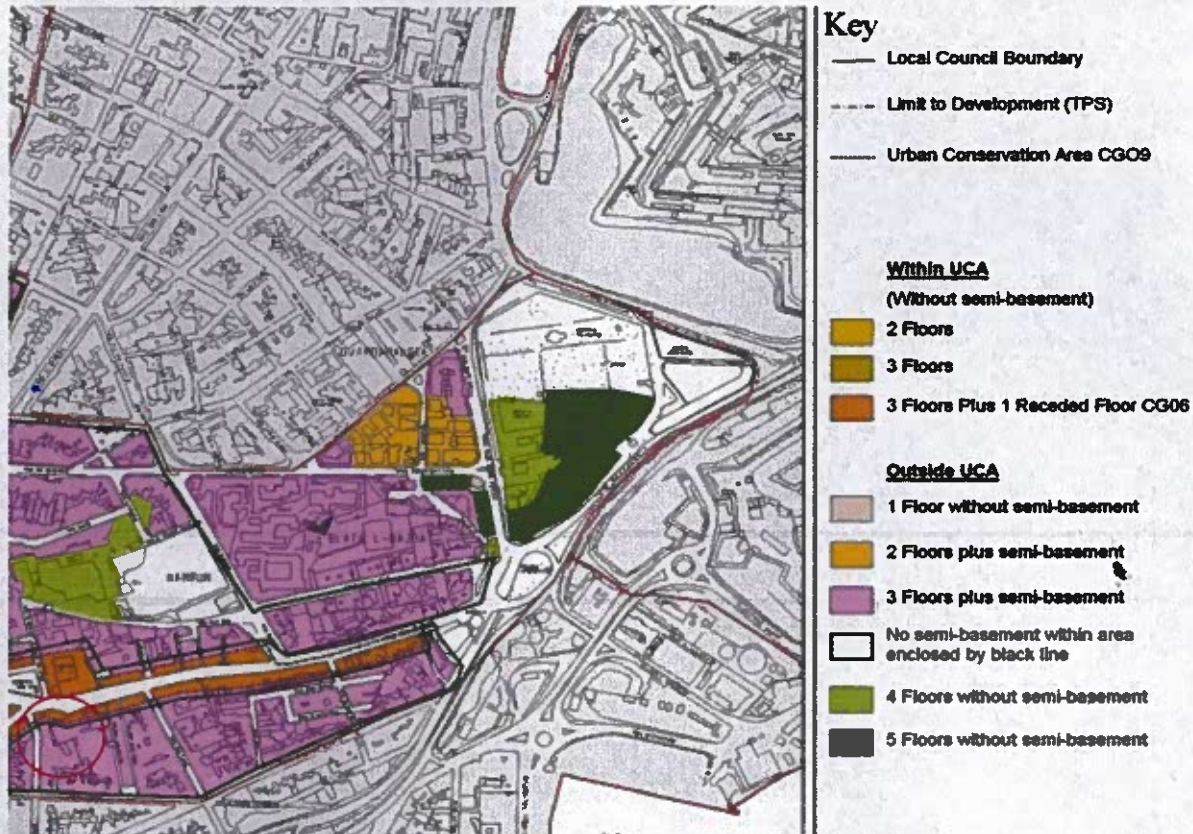 Key
Local Council Boundary
Limit to Development (TPS)
Urban Conservation Area CGO9
Within UCA
(Without semi-basement)
2 Floors
3 Floors
3 Floors Plus 1 Receded Floor CG06
Outside UCA
1 Floor without semi-basement
2 Floors plus semi-basement
3 Floors plus semi-basement
No semi-basement within area
enclosed by black line
4 Floors without semi-basement
5 Floors without semi-basement